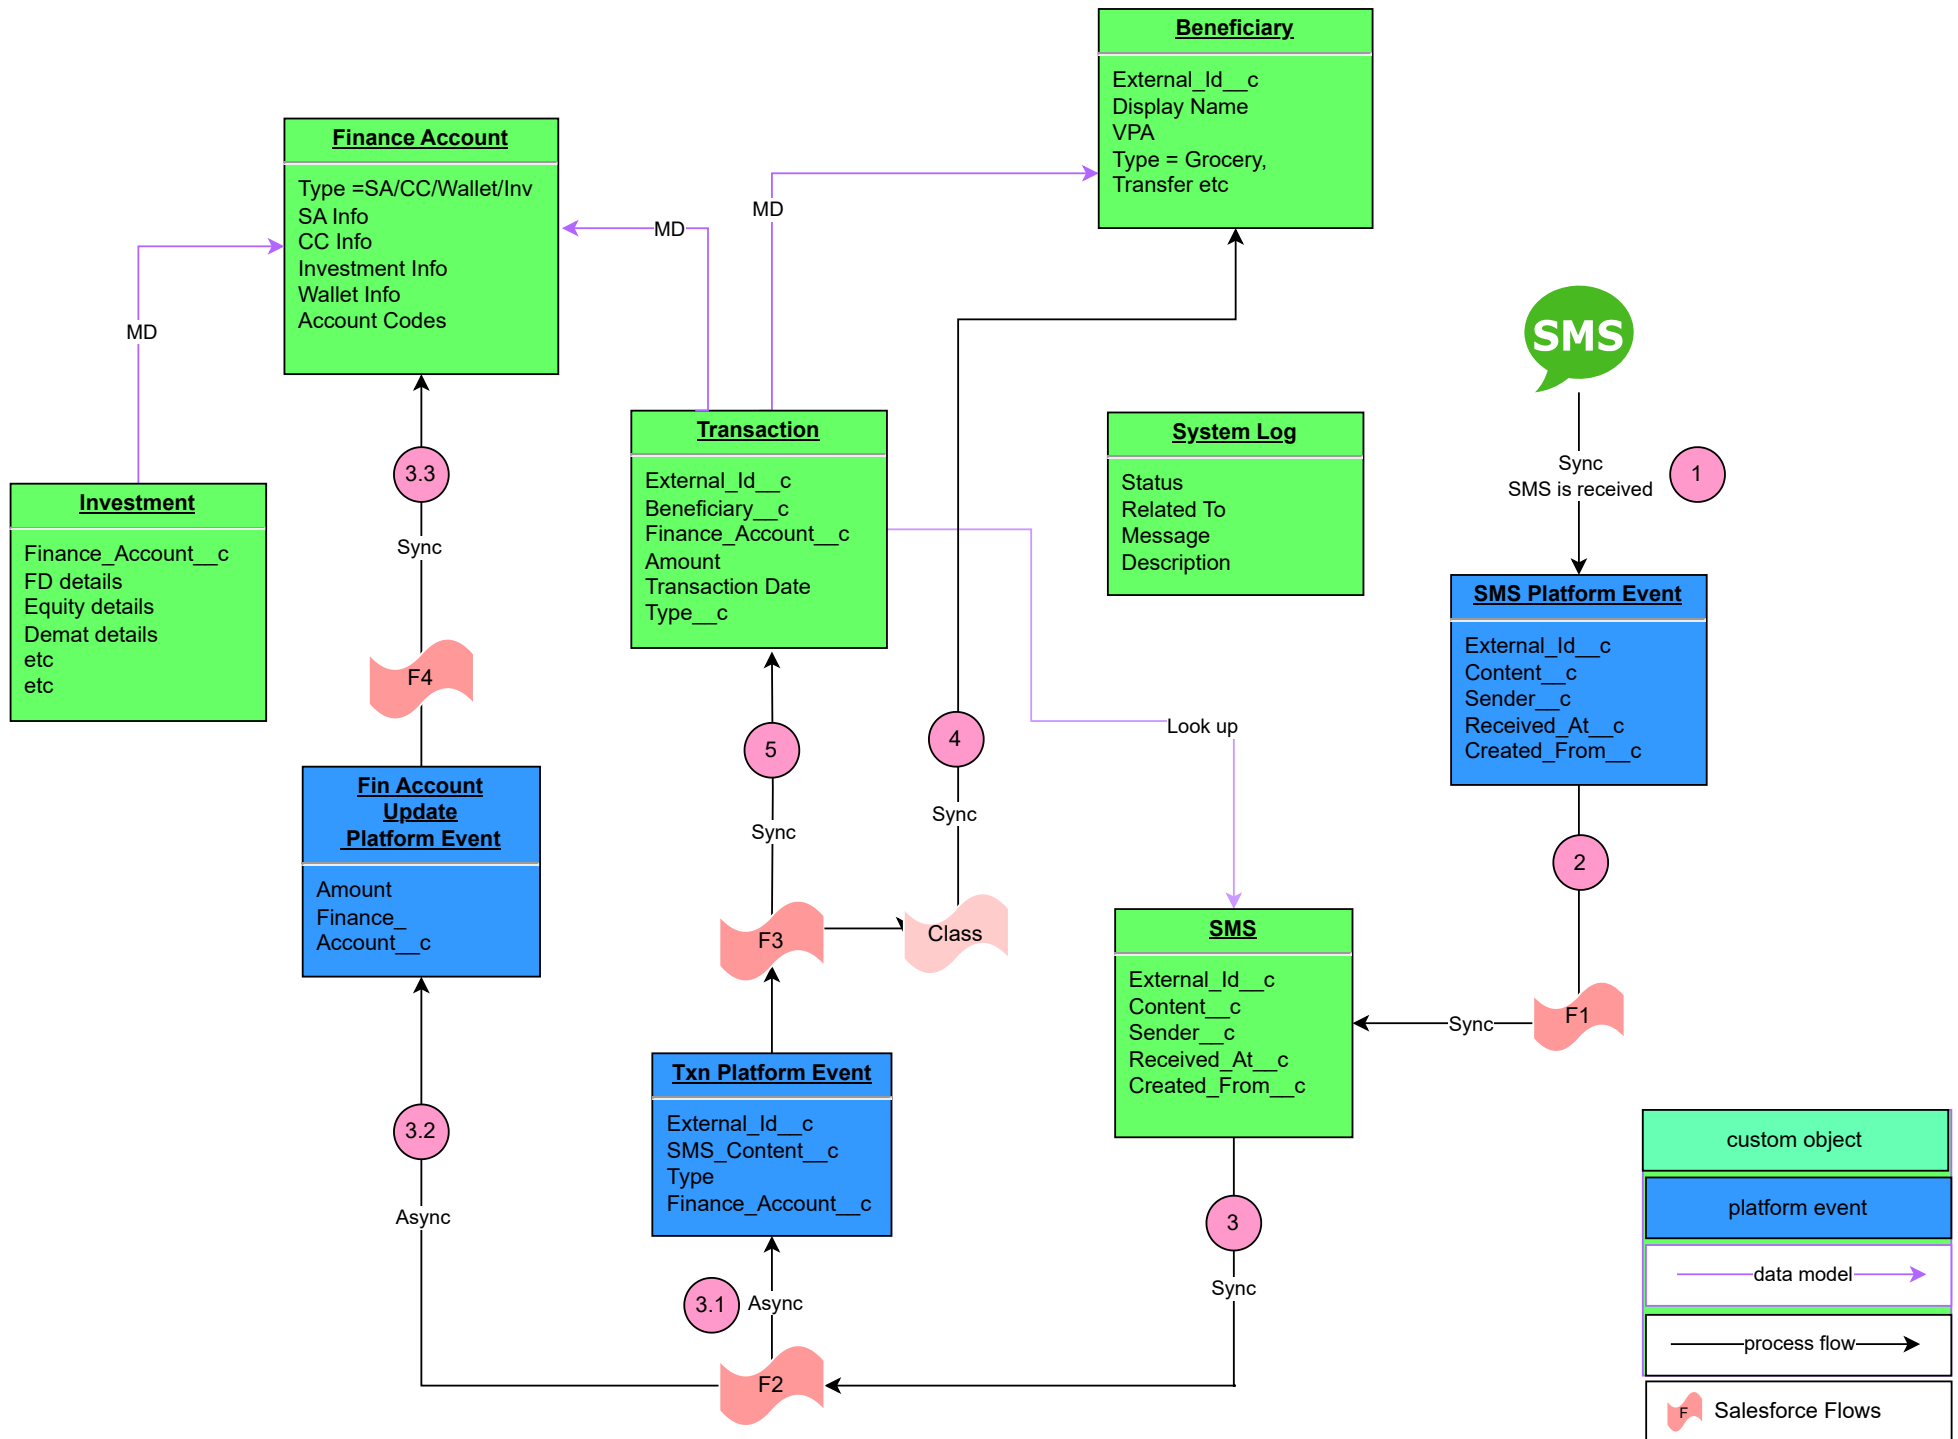 Beneficiary
External_Id__c
Display Name
VPA
Type = Grocery,
Transfer etc
Finance Account
Type =SA/CC/Wallet/Inv
SA Info
CC Info
Investment Info
Wallet Info
Account Codes
MD
MD
MD
SMS
Sync
SMS is received
1
Transaction
External_Id__c
Beneficiary__c
Finance_Account__c
Amount
Transaction Date
Type__c
System Log
Status
Related To
Message
Description
3.3
Sync
Investment
Finance_Account__c
FD details
Equity details
Demat details
etc
etc
SMS Platform Event
External_Id__c
Content__c
Sender__c
Received_At__c
Created_From__c
F4
5
4
Look up
Sync
Sync
Fin Account
Update
Platform Event
Amount
Finance_
Account__c
2
F3
Class
SMS
External_Id__c
Content__c
Sender__c
Received_At__c
Created_From__c
Sync
F1
Txn Platform Event
External_Id__c
SMS_Content__c
Type
Finance_Account__c
3.2
Async
3
Sync
3.1
Async
F2
custom object
platform event
data model
process flow
F
Salesforce Flows